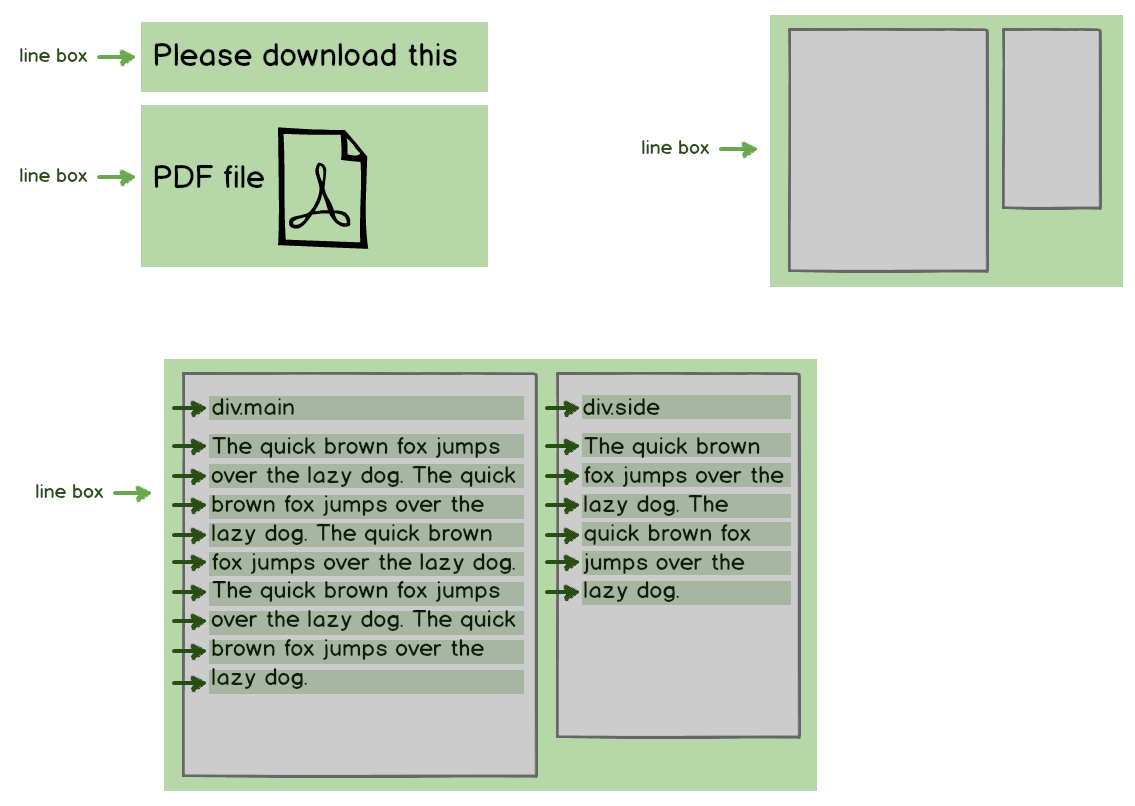 line box
Please download this
line box
PDF file
line box
line box
div.main
The quick brown fox jumps
over the lazy dog. The quick
brown fox jumps over the
lazy dog. The quick brown
fox jumps over the lazy dog.
The quick brown fox jumps
over the lazy dog. The quick
brown fox jumps over the
lazy dog.
div.side
The quick brown
fox jumps over the
lazy dog. The
quick brown fox
jumps over the
lazy dog.